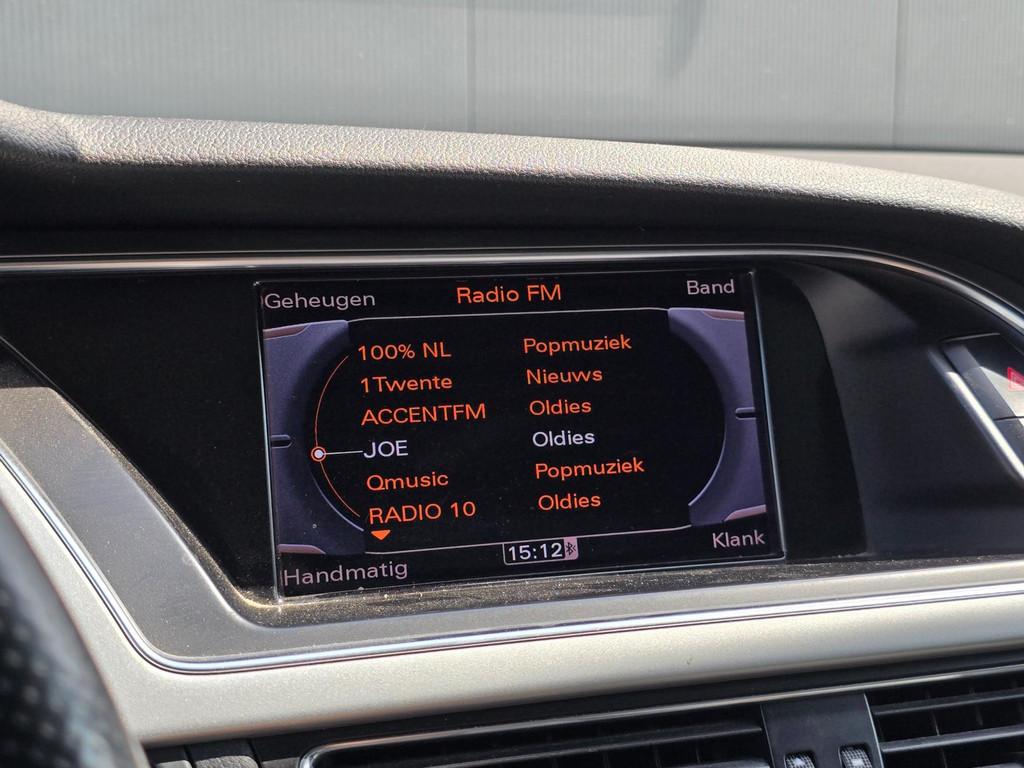 Geheugen Radio FM Band
100% NL Popmuziek
1Twente Nieuws
ACCENTFM Oldies
JOE Oldies
Qmusic Popmuziek
RADIO 10 Oldies
Handmatig 15:12 Klank